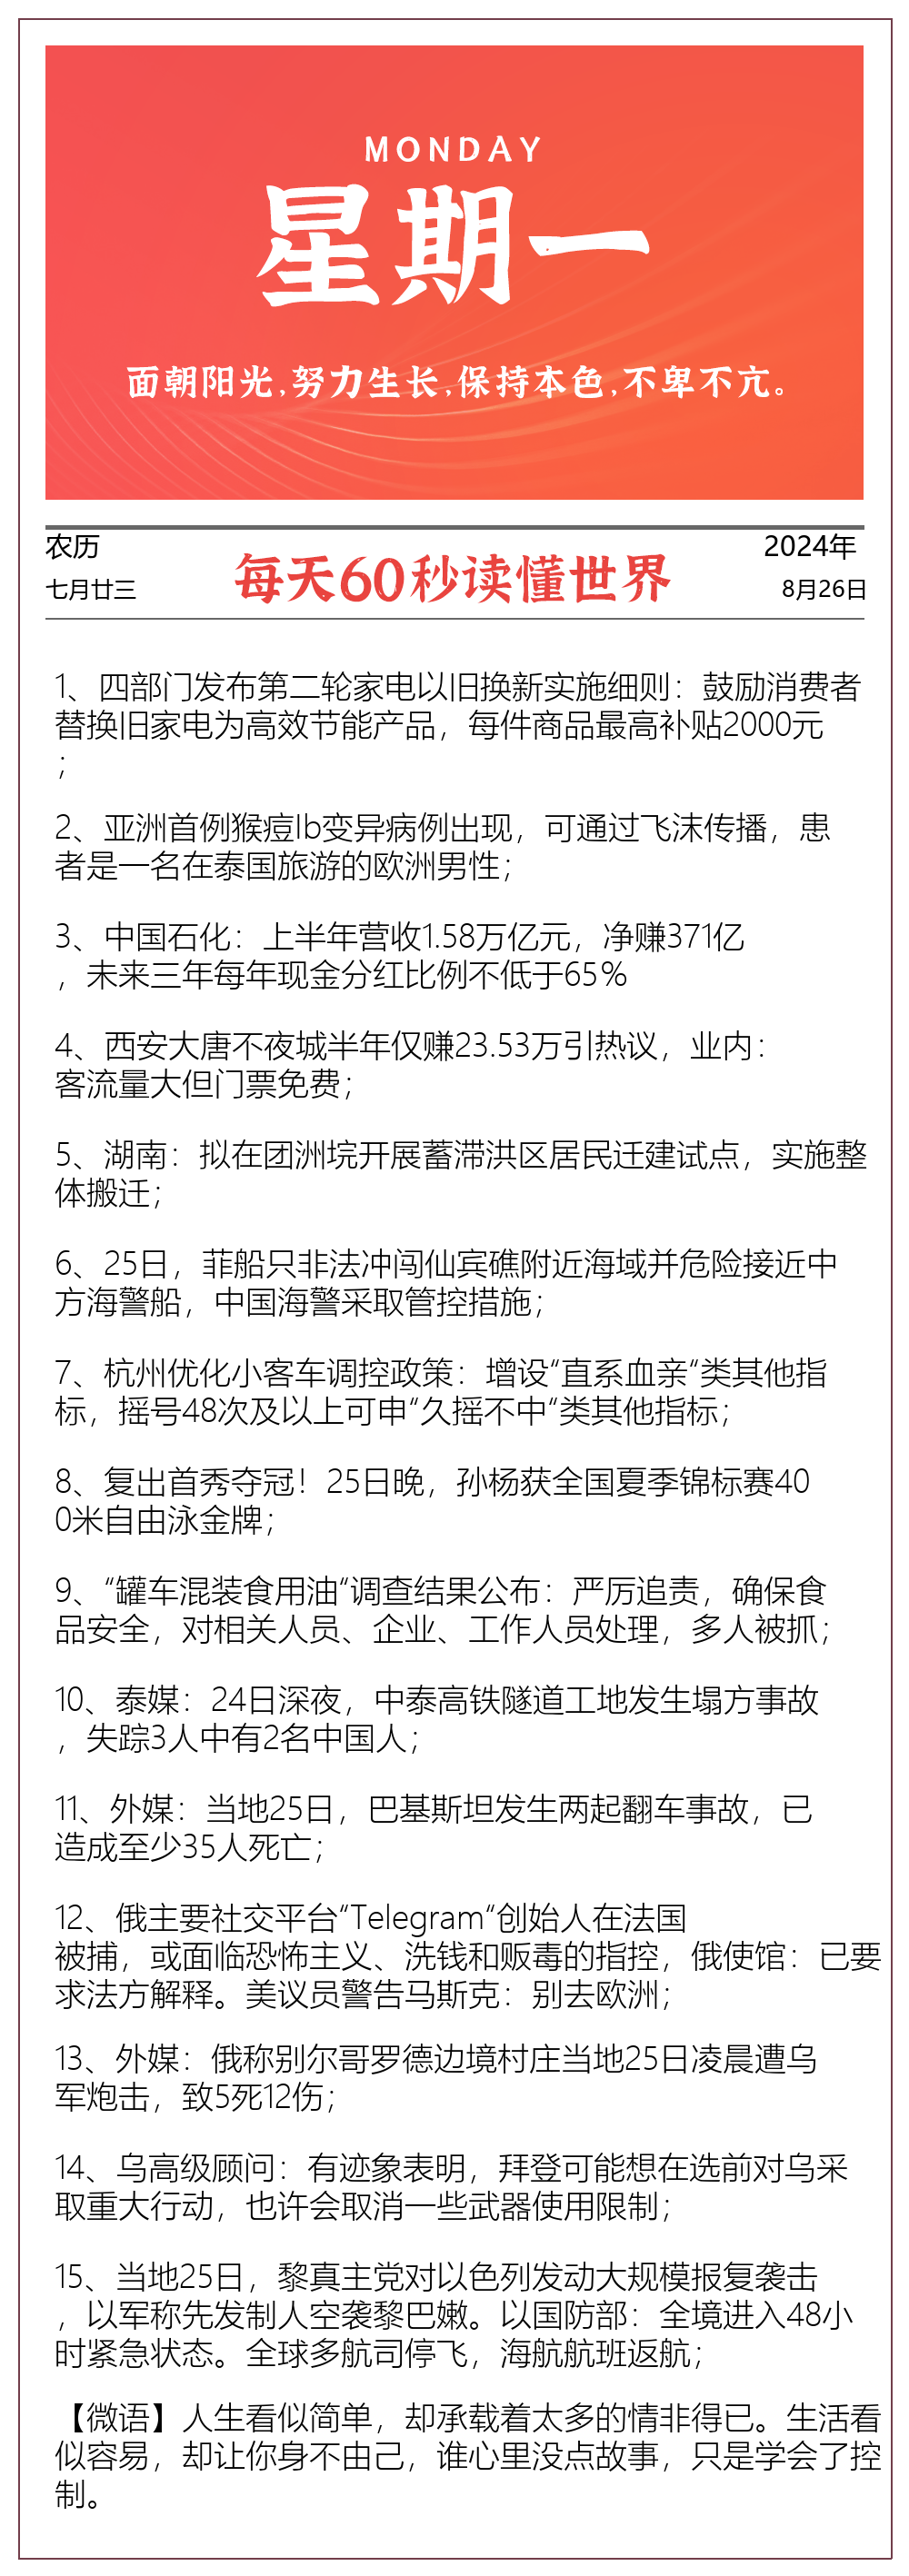 MONDAY
星期一
面朝阳光,努力生长,保持本色,不卑不亢。
农历
2024年
每天60秒读懂世界
七月廿三
8月26日
1、四部门发布第二轮家电以旧换新实施细则：鼓励消费者
替换旧家电为高效节能产品，每件商品最高补贴2000元
；
2、亚洲首例猴痘Ib变异病例出现，可通过飞沫传播，患
者是一名在泰国旅游的欧洲男性；
3、中国石化：上半年营收1.58万亿元，净赚371亿
，未来三年每年现金分红比例不低于65%
4、西安大唐不夜城半年仅赚23.53万引热议，业内：
客流量大但门票免费；
5、湖南：拟在团洲垸开展蓄滞洪区居民迁建试点，实施整
体搬迁；
6、25日，菲船只非法冲闯仙宾礁附近海域并危险接近中
方海警船，中国海警采取管控措施；
7、杭州优化小客车调控政策：增设“直系血亲“类其他指
标，摇号48次及以上可申“久摇不中“类其他指标；
8、复出首秀夺冠！25日晚，孙杨获全国夏季锦标赛40
0米自由泳金牌；
9、“罐车混装食用油“调查结果公布：严厉追责，确保食
品安全，对相关人员、企业、工作人员处理，多人被抓；
10、泰媒：24日深夜，中泰高铁隧道工地发生塌方事故
，失踪3人中有2名中国人；
11、外媒：当地25日，巴基斯坦发生两起翻车事故，已
造成至少35人死亡；
12、俄主要社交平台“Telegram“创始人在法国
被捕，或面临恐怖主义、洗钱和贩毒的指控，俄使馆：已要
求法方解释。美议员警告马斯克：别去欧洲；
13、外媒：俄称别尔哥罗德边境村庄当地25日凌晨遭乌
军炮击，致5死12伤；
14、乌高级顾问：有迹象表明，拜登可能想在选前对乌采
取重大行动，也许会取消一些武器使用限制；
15、当地25日，黎真主党对以色列发动大规模报复袭击
，以军称先发制人空袭黎巴嫩。以国防部：全境进入48小
时紧急状态。全球多航司停飞，海航航班返航；
【微语】人生看似简单，却承载着太多的情非得已。生活看
似容易，却让你身不由己，谁心里没点故事，只是学会了控
制。